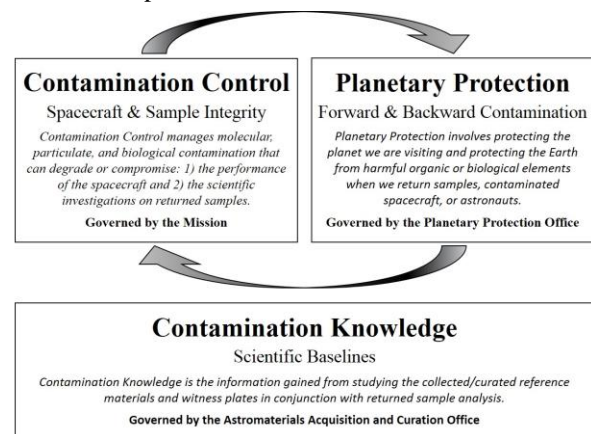 Contamination Control
Spacecraft & Sample Integrity
Contamination Control manages molecular,
particulate, and biological contamination that
can degrade or compromise: 1) the performance
of the spacecraft and 2) the scientific
investigations on returned samples.
Governed by the Mission
Planetary Protection
Forward & Backward Contamination
Planetary Protection involves protecting the
planet we are visiting and protecting the Earth
from harmful organic or biological elements
when we return samples, contaminated
spacecraft, or astronauts.
Governed by the Planetary Protection Office
Contamination Knowledge
Scientific Baselines
Contamination Knowledge is the information gained from studying the collected/curated reference
materials and witness plates in conjunction with returned sample analysis.
Governed by the Astromaterials Acquisition and Curation Office